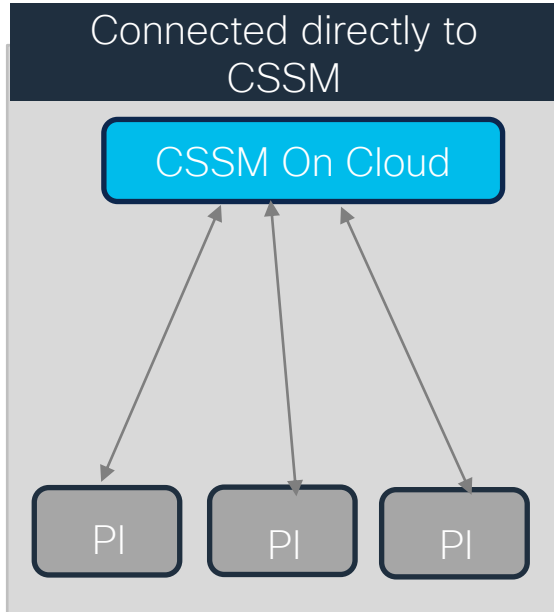 Connected directly to
CSSM
CSSM On Cloud
PI
PI
PI